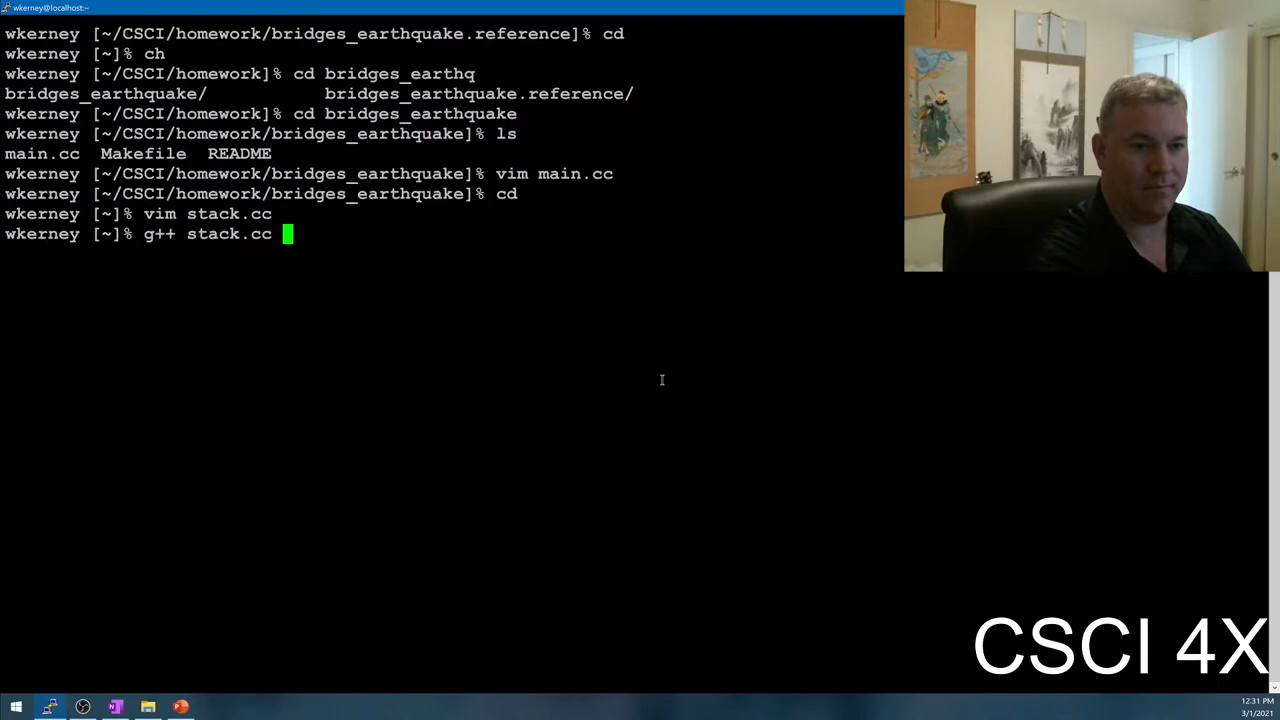 wkerney@localhost:~
wkerney [~/CSCI/homework/bridges_earthquake.reference]% cd
wkerney [~]% ch
wkerney [~/CSCI/homework]% cd bridges_earthq
bridges_earthquake/ bridges_earthquake.reference/
wkerney [~/CSCI/homework]% cd bridges_earthquake
wkerney [~/CSCI/homework/bridges_earthquake]% ls
main.cc Makefile README
wkerney [~/CSCI/homework/bridges_earthquake]% vim main.cc
wkerney [~/CSCI/homework/bridges_earthquake]% cd
wkerney [~]% vim stack.cc
wkerney [~]% g++ stack.cc
CSCI 4X
12:31 PM
3/1/2021